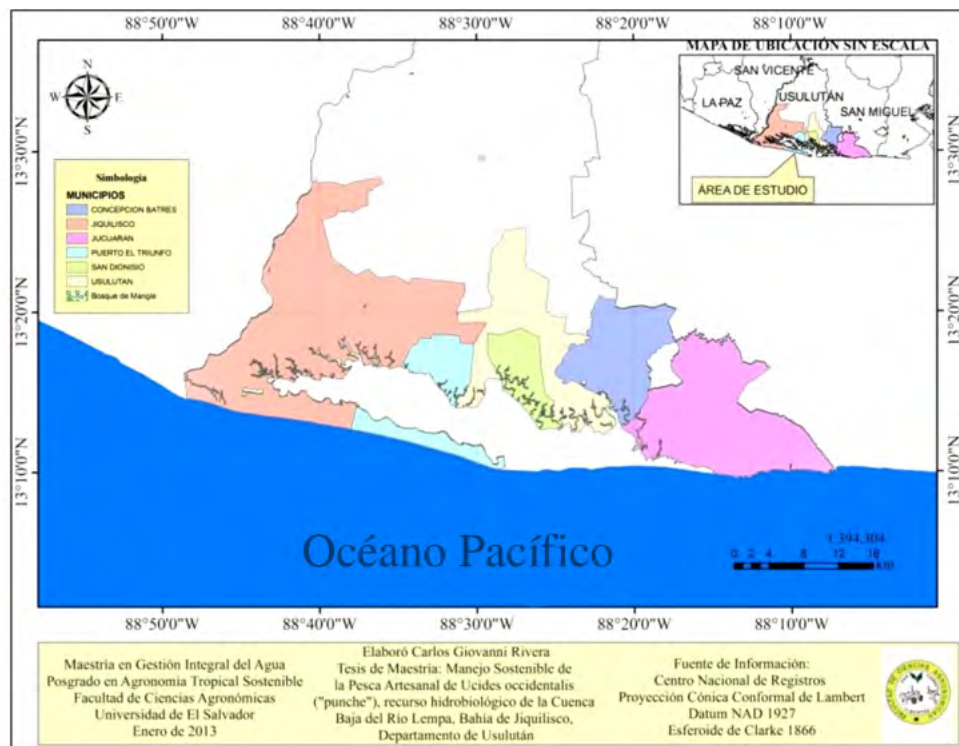 88°50'0"W 88°40'0"W 88°30'0"W 88°20'0"W 88°10'0"W
MAPA DE UBICACIÓN SIN ESCALA
SAN VICENTE
LA PAZ
USULUTÁN
SAN MIGUEL
ÁREA DE ESTUDIO
N
W E
S
13°30'0"N
13°30'0"N
Simbología
MUNICIPIOS
CONCEPCION BATRES
JIQUILISCO
JUCUARAN
PUERTO EL TRIUNFO
SAN DIONISIO
USULUTAN
Bosque de Mangle
13°20'0"N
13°20'0"N
13°10'0"N
13°10'0"N
Océano Pacífico
1:394,304
0 2 4 8 12 16
KM
88°50'0"W 88°40'0"W 88°30'0"W 88°20'0"W 88°10'0"W
Maestría en Gestión Integral del Agua
Posgrado en Agronomía Tropical Sostenible
Facultad de Ciencias Agronómicas
Universidad de El Salvador
Enero de 2013
Elaboró Carlos Giovanni Rivera
Tesis de Maestría: Manejo Sostenible de
la Pesca Artesanal de Ucides occidentalis
("punche"), recurso hidrobiológico de la Cuenca
Baja del Río Lempa, Bahía de Jiquilisco,
Departamento de Usulután
Fuente de Información:
Centro Nacional de Registros
Proyección Cónica Conformal de Lambert
Datum NAD 1927
Esferoide de Clarke 1866